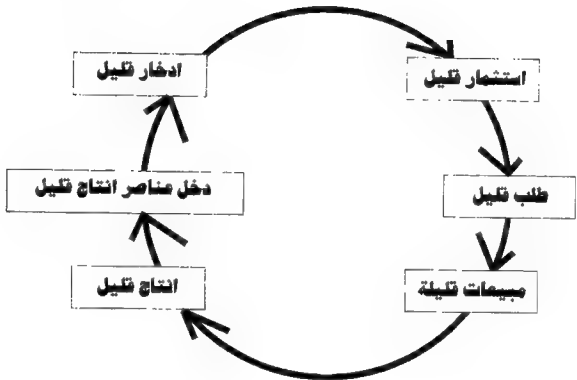 ادخار قليل
استثمار قليل
دخل عناصر انتاج قليل
طلب قليل
انتاج قليل
مبيعات قليلة